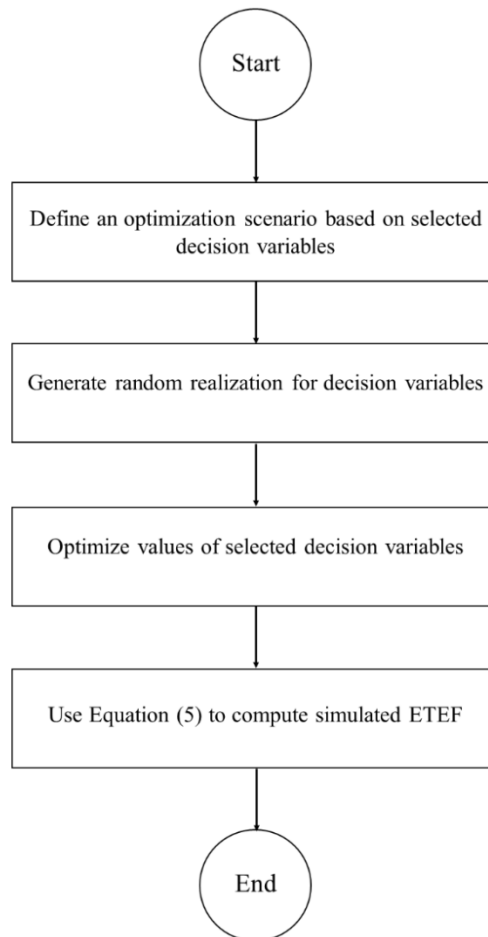 Start
Define an optimization scenario based on selected
decision variables
Generate random realization for decision variables
Optimize values of selected decision variables
Use Equation (5) to compute simulated ETEF
End